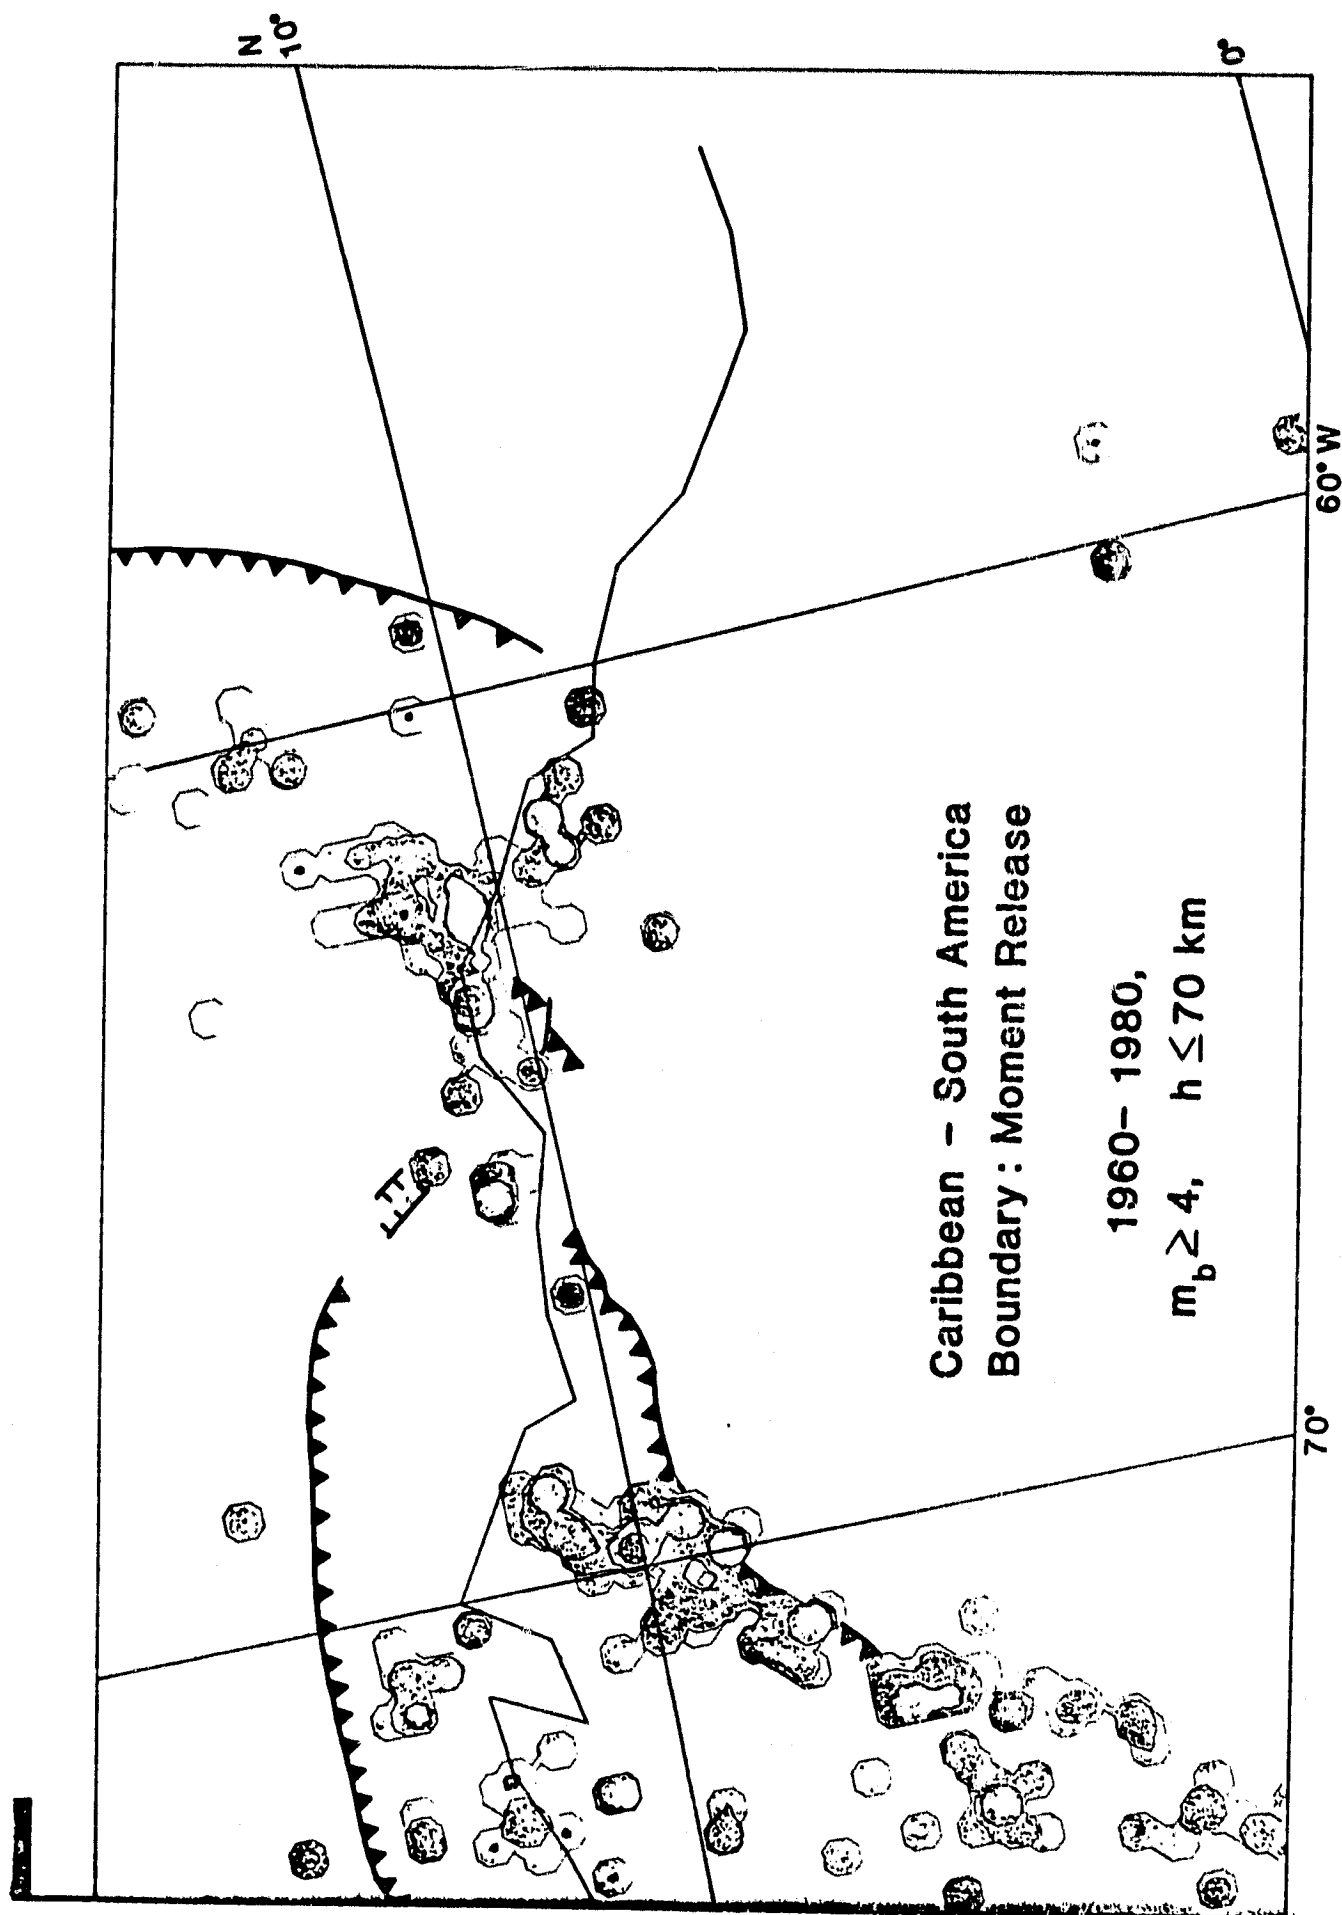 N
10°
0°
60° W
70°
Caribbean – South America
Boundary : Moment Release
1960– 1980,
m_b ≥ 4, h ≤ 70 km